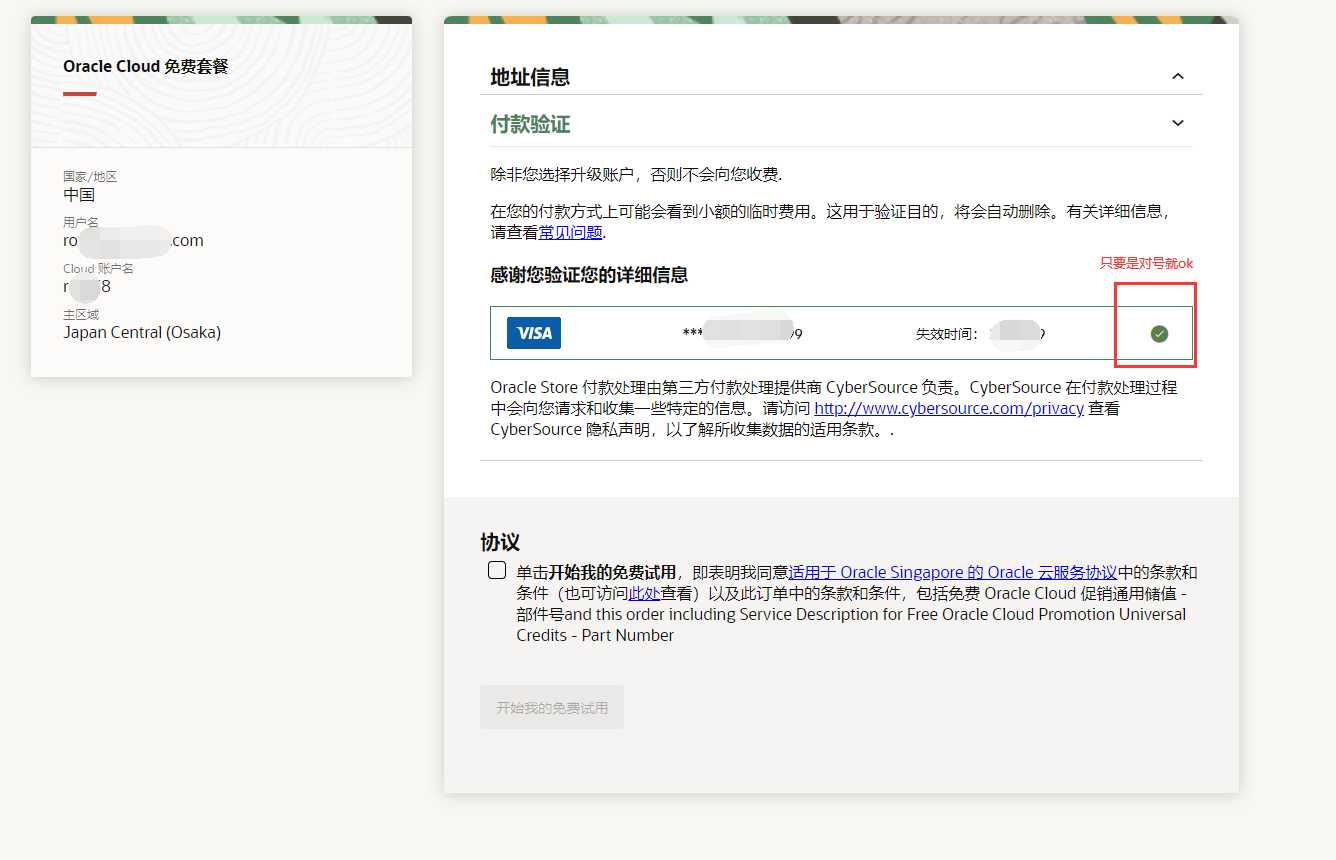 Oracle Cloud 免费套餐
国家/地区
中国
用户名
ro .com
Cloud 账户名
r 8
主区域
Japan Central (Osaka)
地址信息
付款验证
除非您选择升级账户，否则不会向您收费.
在您的付款方式上可能会看到小额的临时费用。这用于验证目的，将会自动删除。有关详细信息，
请查看常见问题.
只要是对号就ok
感谢您验证您的详细信息
VISA
*** 99
失效时间： 9
Oracle Store 付款处理由第三方付款处理提供商 CyberSource 负责。CyberSource 在付款处理过程
中会向您请求和收集一些特定的信息。请访问 http://www.cybersource.com/privacy 查看
CyberSource 隐私声明，以了解所收集数据的适用条款。.
协议
单击开始我的免费试用，即表明我同意适用于 Oracle Singapore 的 Oracle 云服务协议中的条款和
条件（也可访问此处查看）以及此订单中的条款和条件，包括免费 Oracle Cloud 促销通用储值 -
部件号and this order including Service Description for Free Oracle Cloud Promotion Universal
Credits - Part Number
开始我的免费试用